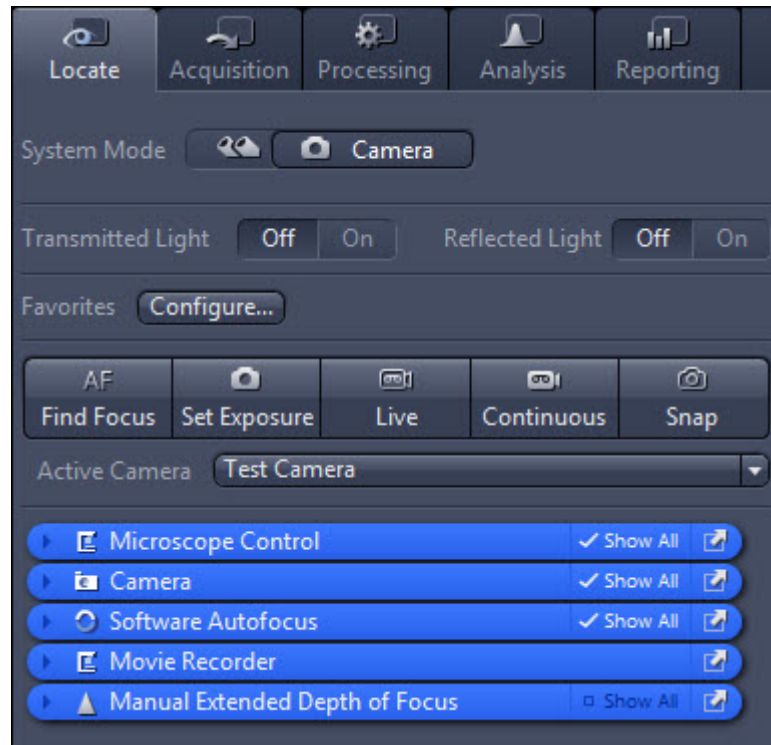 Locate Acquisition Processing Analysis Reporting
System Mode Camera
Transmitted Light Off On Reflected Light Off On
Favorites Configure...
AF
Find Focus Set Exposure Live Continuous Snap
Active Camera Test Camera
Microscope Control Show All
Camera Show All
Software Autofocus Show All
Movie Recorder
Manual Extended Depth of Focus Show All